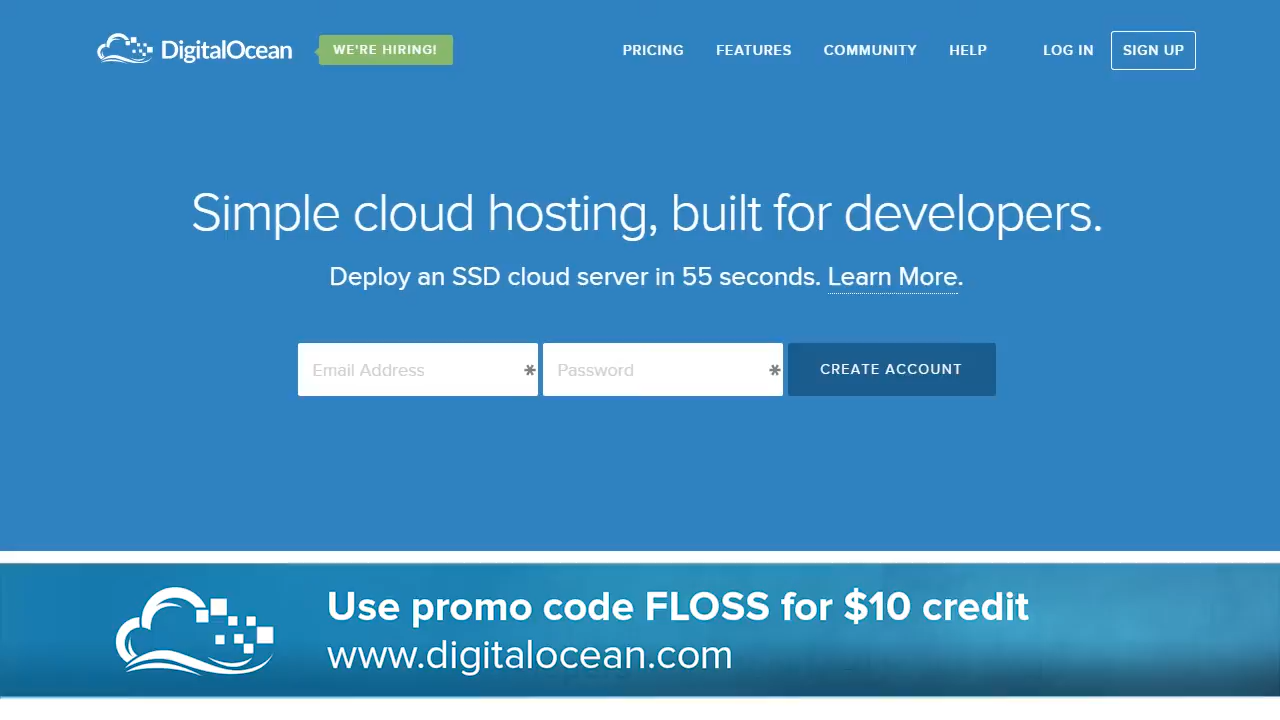 DigitalOcean
WE'RE HIRING!
PRICING FEATURES COMMUNITY HELP LOG IN SIGN UP
Simple cloud hosting, built for developers.
Deploy an SSD cloud server in 55 seconds. Learn More.
Email Address * Password * CREATE ACCOUNT
Use promo code FLOSS for $10 credit
www.digitalocean.com